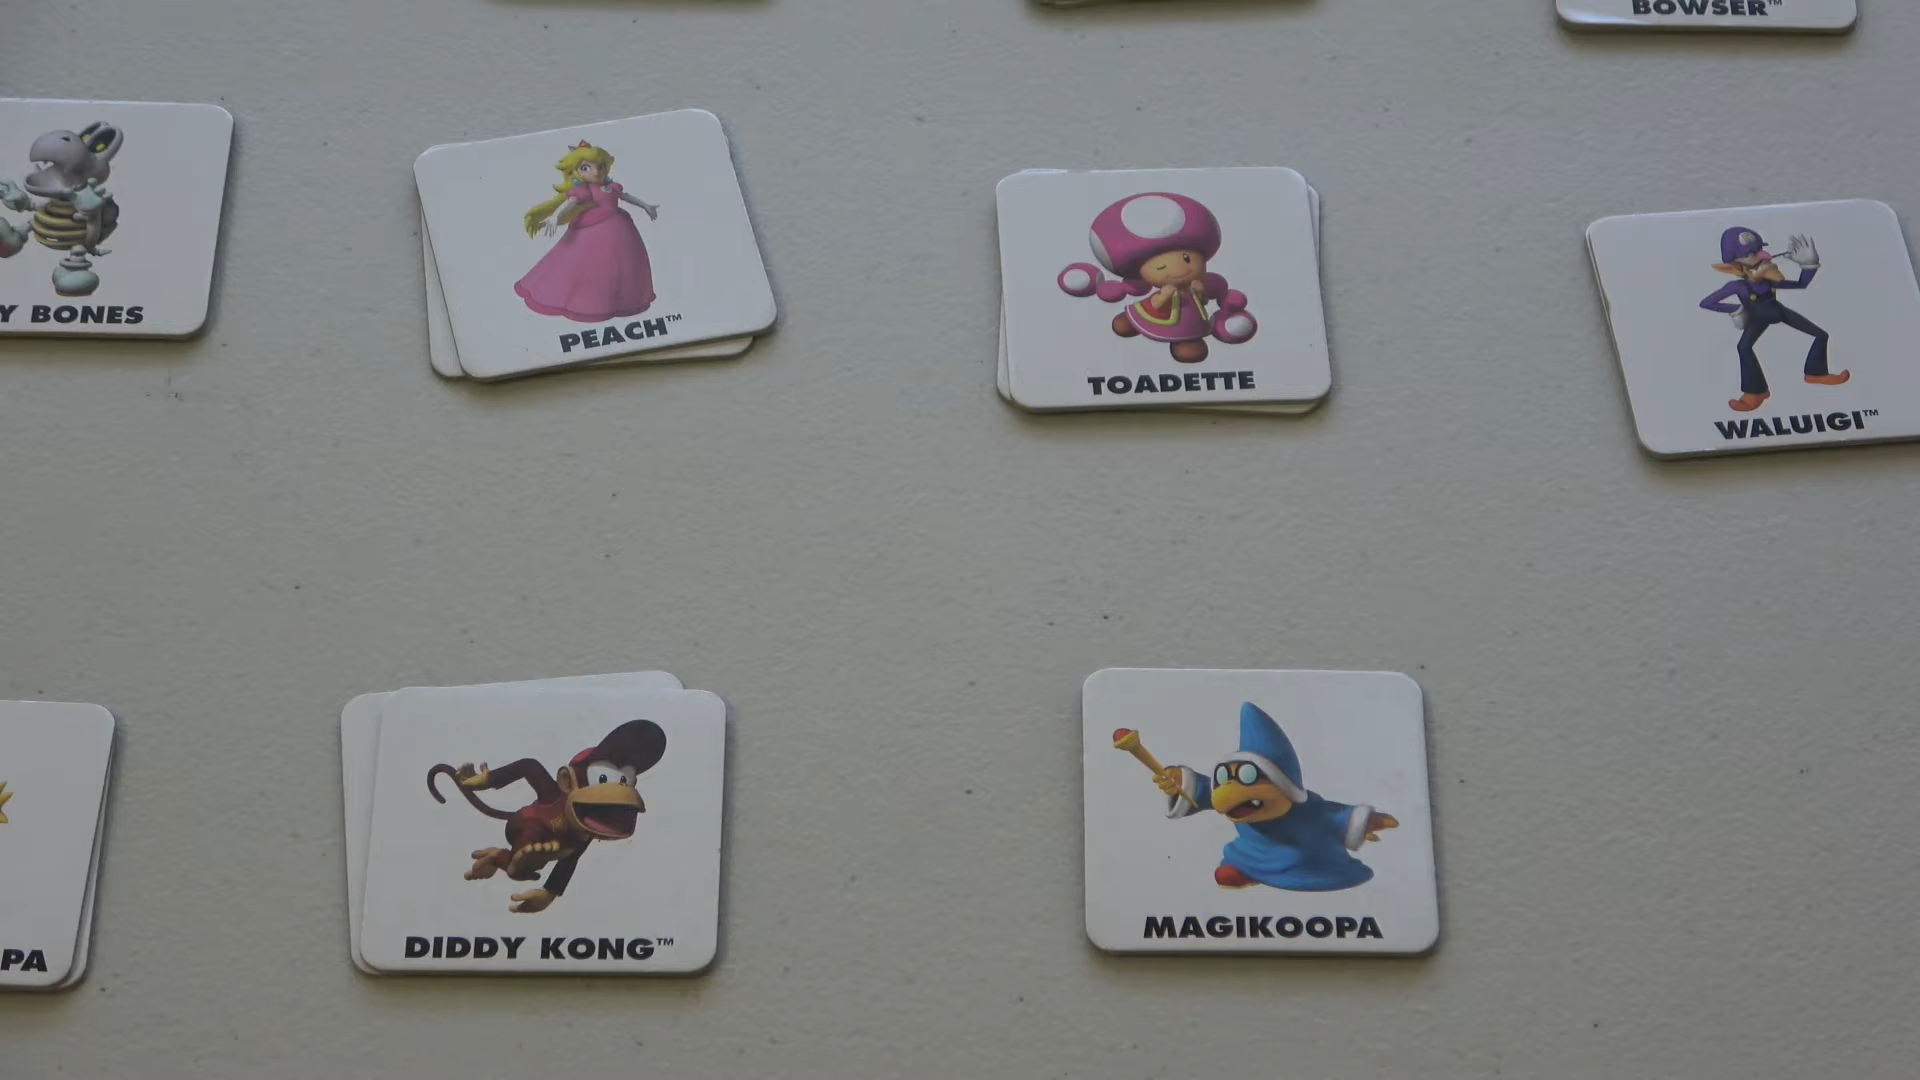 BOWSER™
Y BONES
PEACH™
TOADETTE
WALUIGI™
PA
DIDDY KONG™
MAGIKOOPA